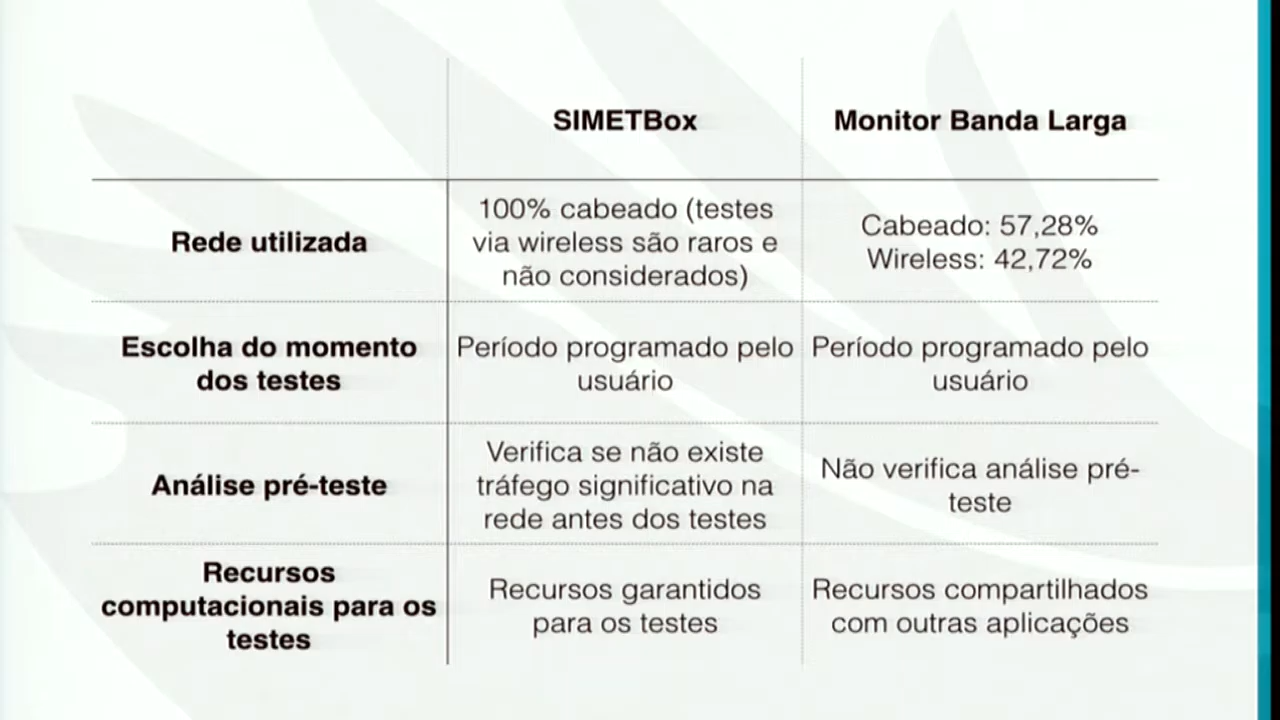 SIMETBox
Monitor Banda Larga
Rede utilizada
100% cabeado (testes
via wireless são raros e
não considerados)
Cabeado: 57,28%
Wireless: 42,72%
Escolha do momento
dos testes
Período programado pelo
usuário
Período programado pelo
usuário
Análise pré-teste
Verifica se não existe
tráfego significativo na
rede antes dos testes
Não verifica análise pré-
teste
Recursos
computacionais para os
testes
Recursos garantidos
para os testes
Recursos compartilhados
com outras aplicações